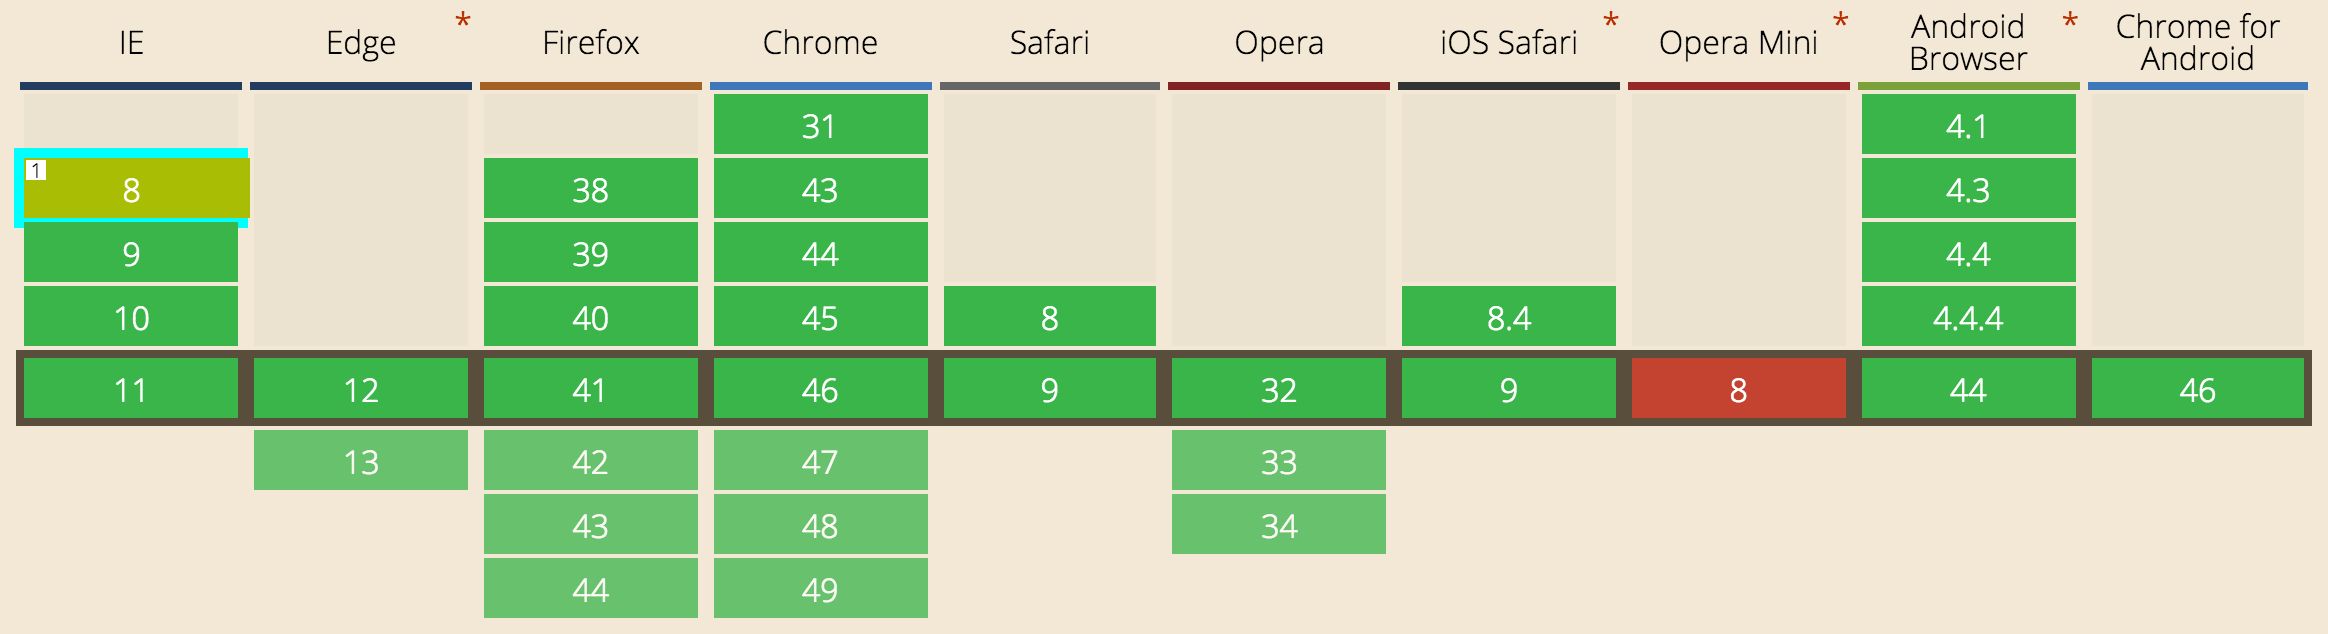 IE Edge * Firefox Chrome Safari Opera iOS Safari * Opera Mini * Android Browser * Chrome for Android
31 4.1
1 8 38 43 4.3
9 39 44 4.4
10 40 45 8 8.4 4.4.4
11 12 41 46 9 32 9 8 44 46
13 42 47 33
43 48 34
44 49